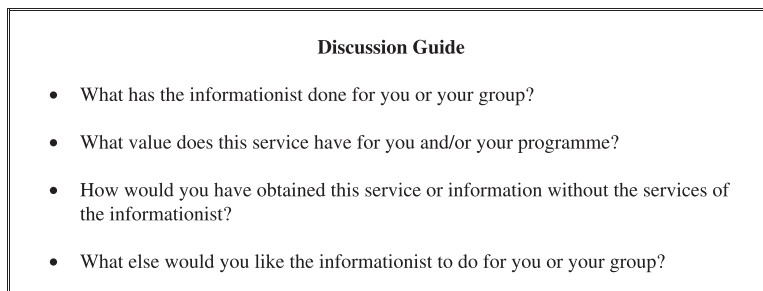 Discussion Guide
• What has the informationist done for you or your group?
• What value does this service have for you and/or your programme?
• How would you have obtained this service or information without the services of
the informationist?
• What else would you like the informationist to do for you or your group?